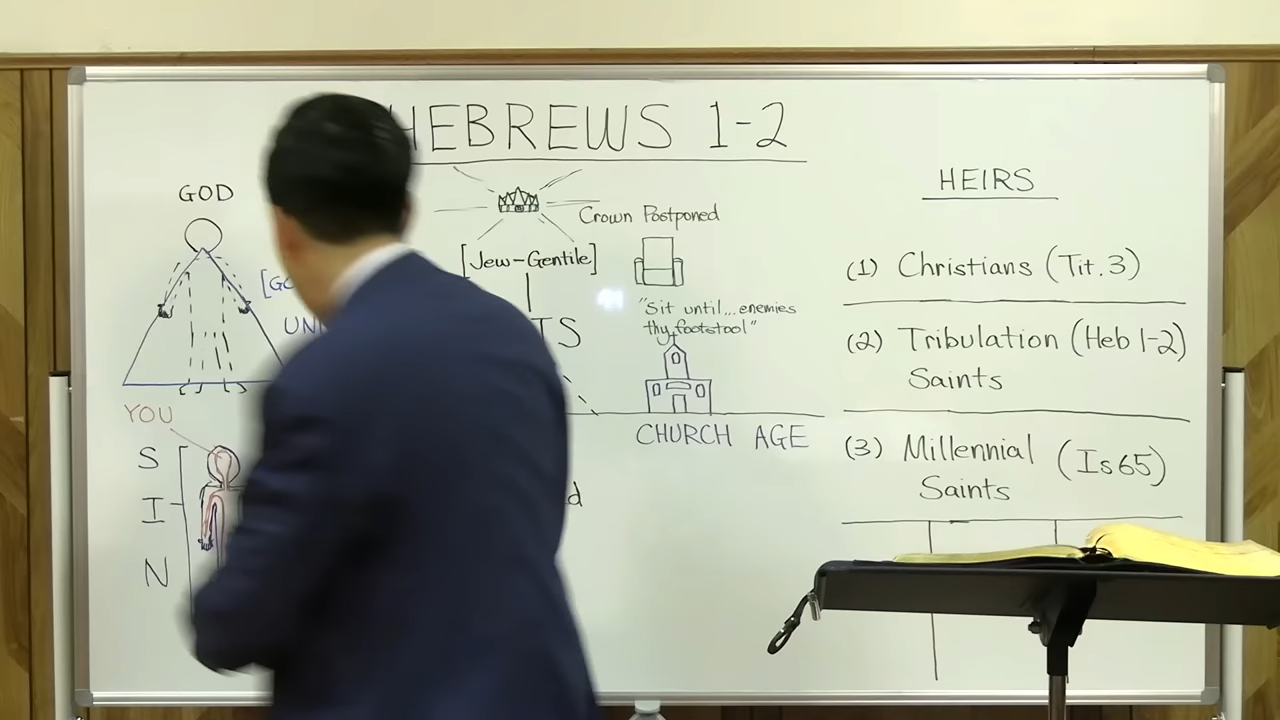 HEBREWS 1-2
GOD
YOU
S
I
N
Crown Postponed
[Jew-Gentile]
"Sit until... enemies
thy footstool"
CHURCH AGE
HEIRS
(1) Christians (Tit. 3)
(2) Tribulation (Heb 1-2)
Saints
(3) Millennial (Is 65)
Saints